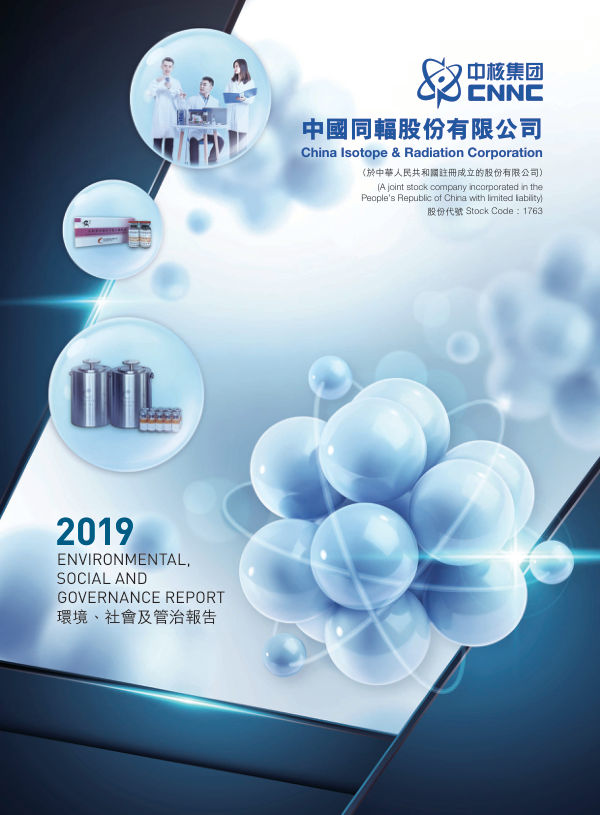 中核集团
CNNC
中國同輻股份有限公司
China Isotope & Radiation Corporation
（於中華人民共和國註冊成立的股份有限公司）
(A joint stock company incorporated in the
People's Republic of China with limited liability)
股份代號 Stock Code：1763
2019
ENVIRONMENTAL,
SOCIAL AND
GOVERNANCE REPORT
環境、社會及管治報告